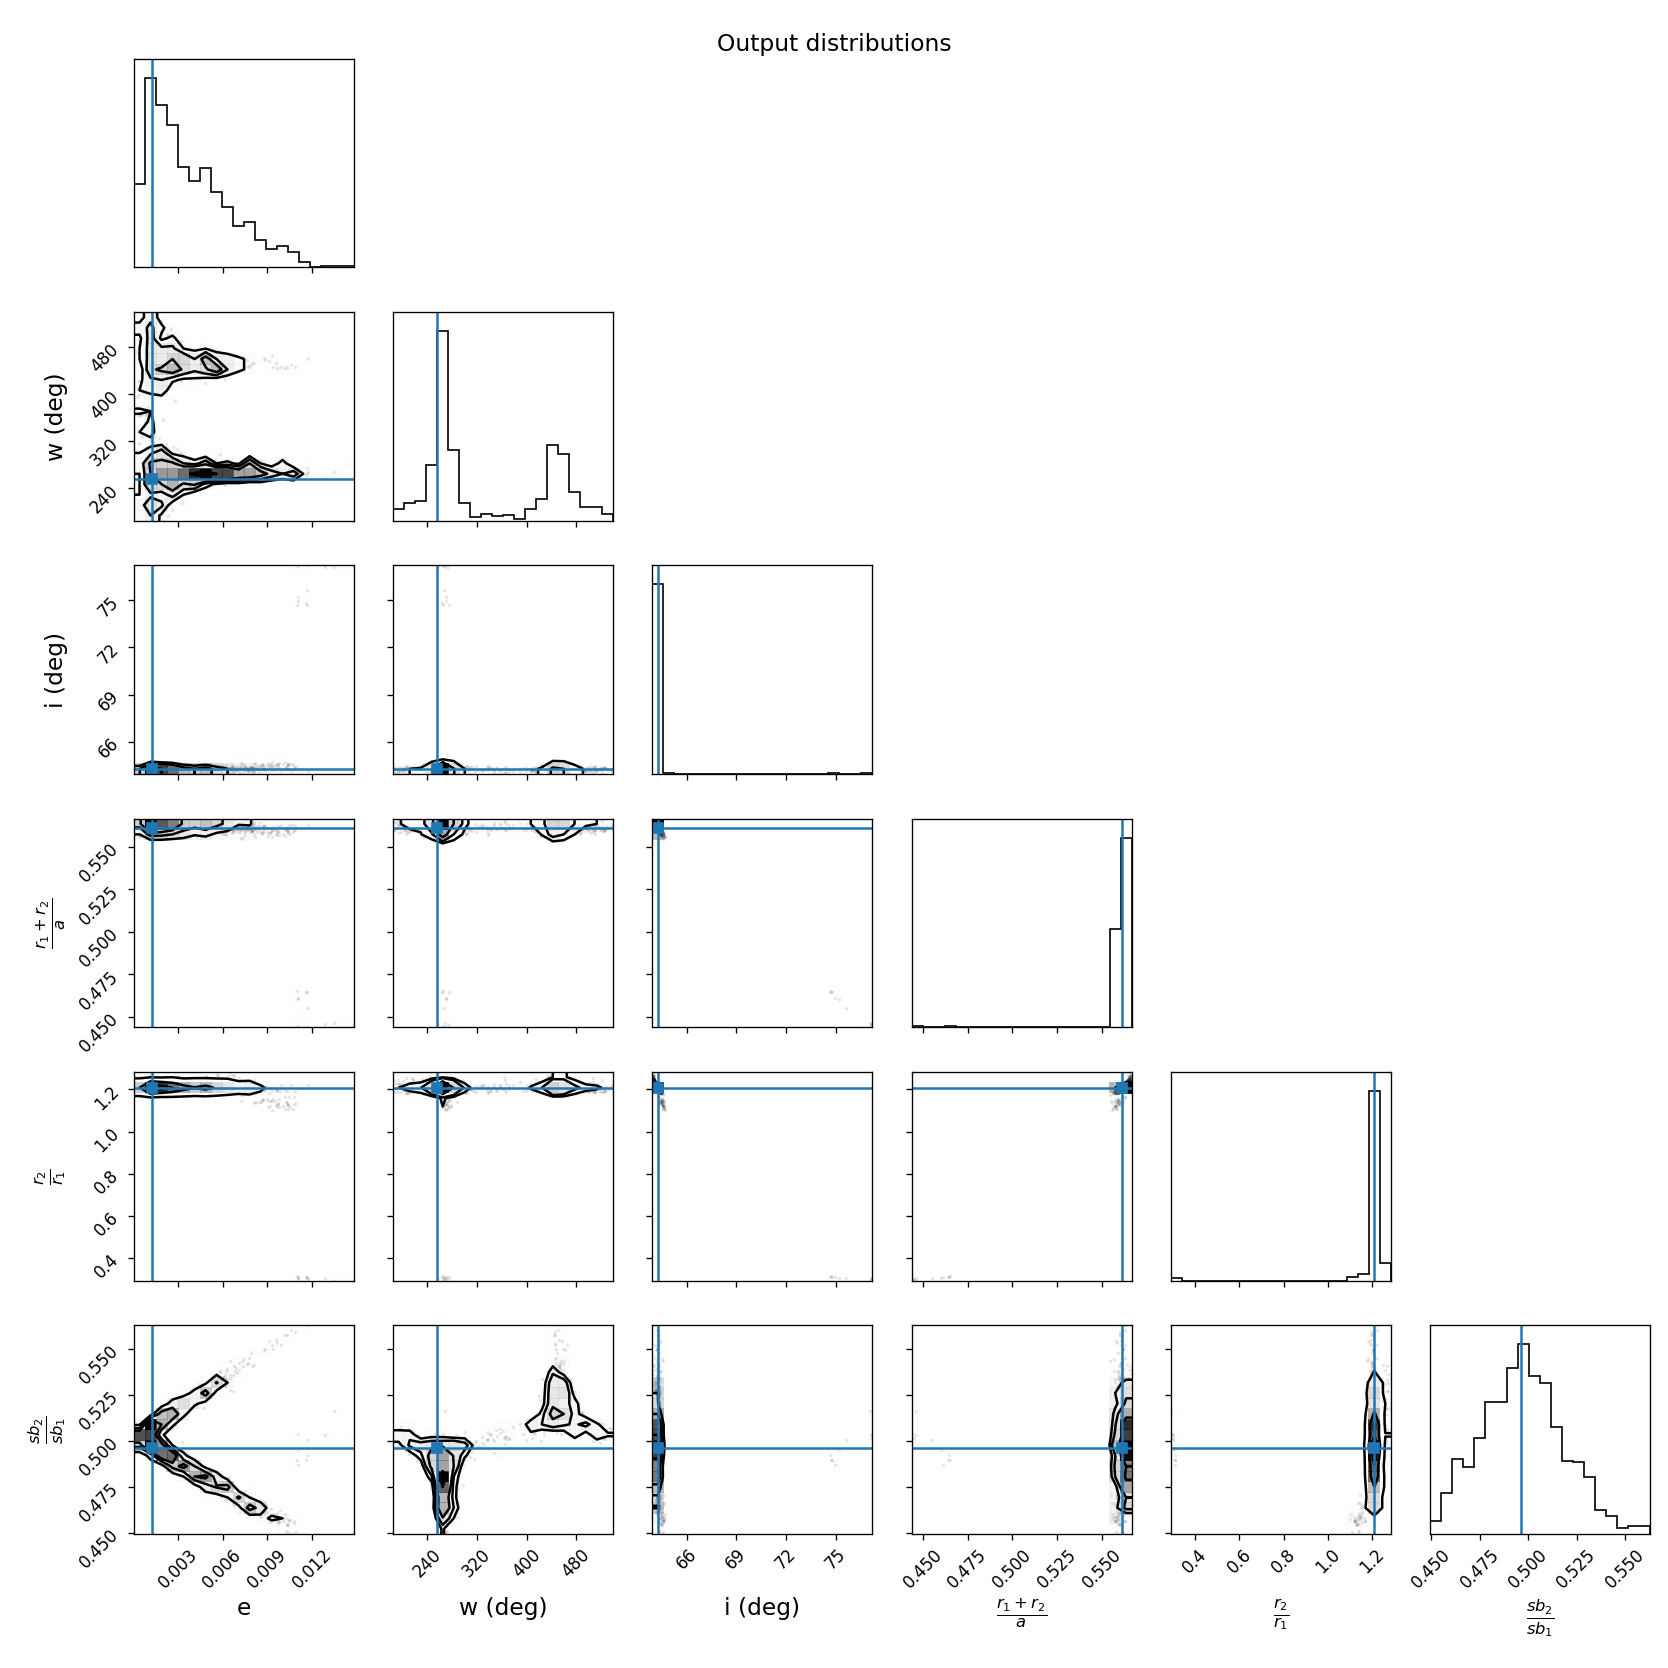 Output distributions
w (deg)
480
400
320
240
i (deg)
75
72
69
66
r₁ + r₂
a
0.550
0.525
0.500
0.475
0.450
r₂
r₁
1.2
1.0
0.8
0.6
0.4
sb₂
sb₁
0.550
0.525
0.500
0.475
0.450
0.003 0.006 0.009 0.012
240 320 400 480
66 69 72 75
0.450 0.475 0.500 0.525 0.550
0.4 0.6 0.8 1.0 1.2
0.450 0.475 0.500 0.525 0.550
e
w (deg)
i (deg)
r₁ + r₂
a
r₂
r₁
sb₂
sb₁